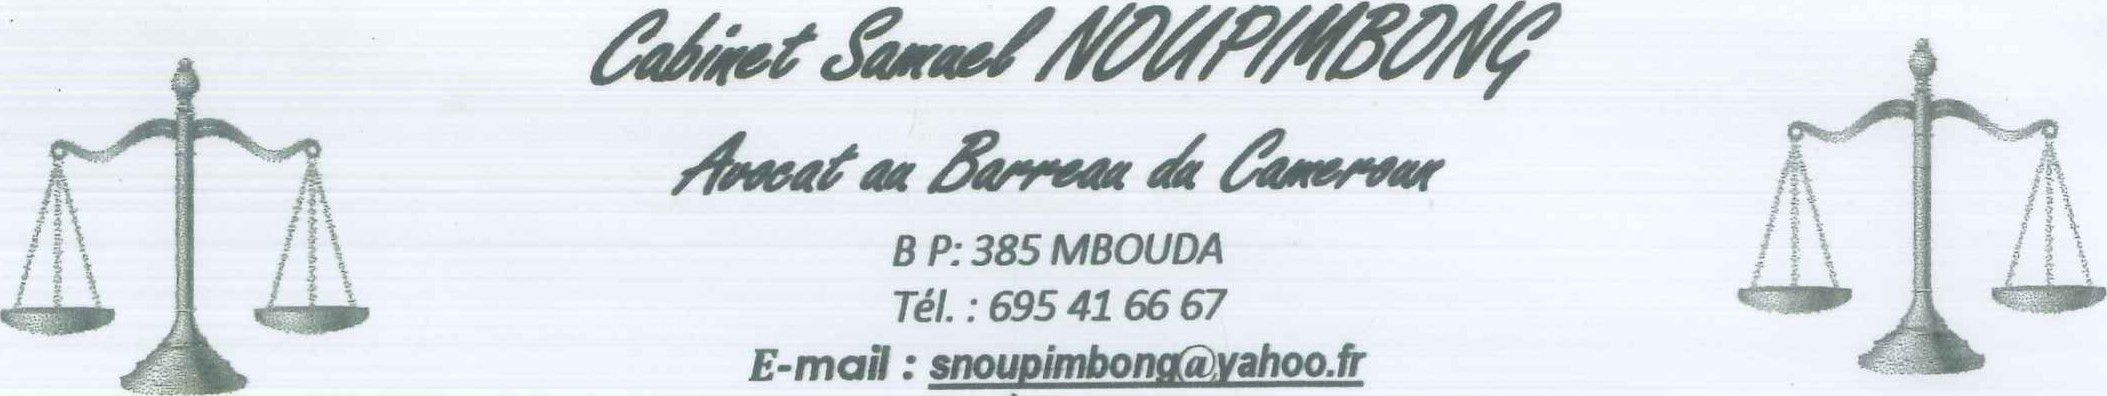 Cabinet Samuel NOUPIMBONG
Avocat au Barreau du Cameroun
B P: 385 MBOUDA
Tél. : 695 41 66 67
E-mail : snoupimbong@yahoo.fr